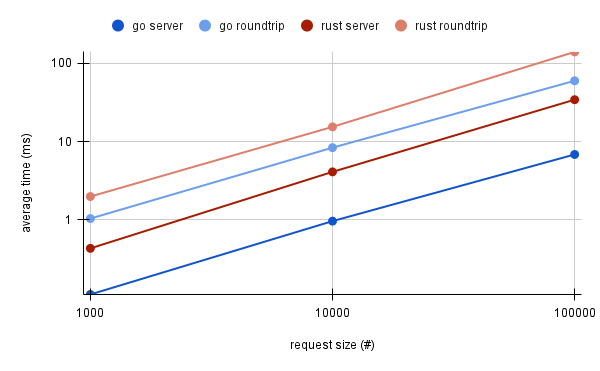 go server go roundtrip rust server rust roundtrip
100
10
1
average time (ms)
1000 10000 100000
request size (#)